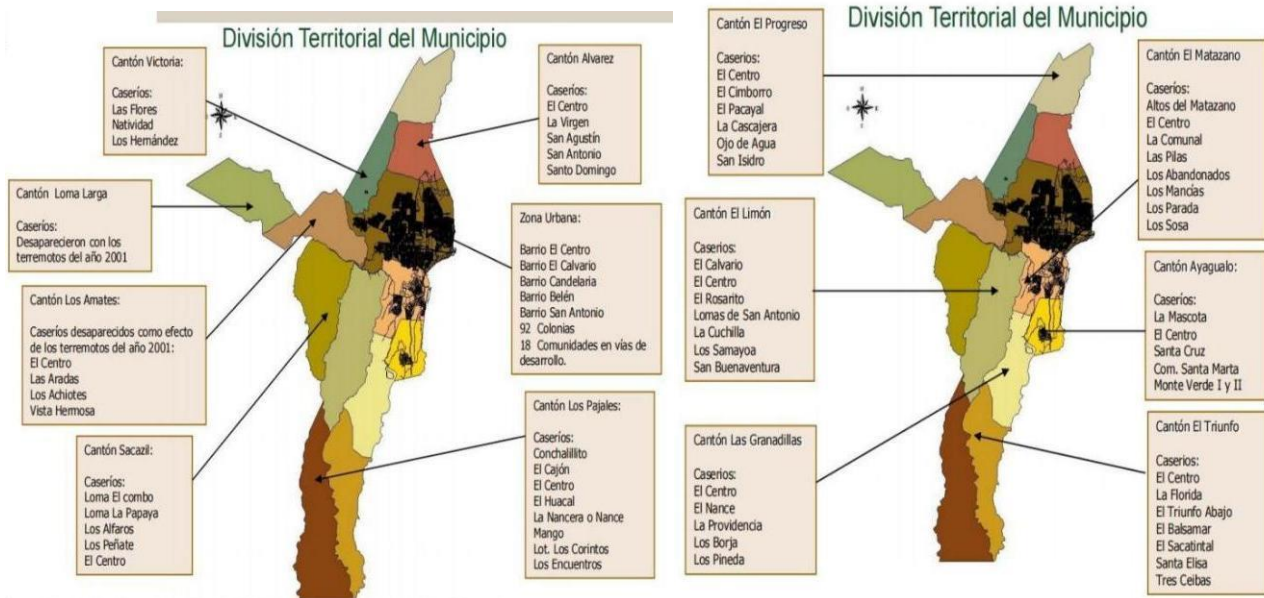 División Territorial del Municipio
Cantón Victoria:
Caseríos:
Las Flores
Natividad
Los Hernández
Cantón Loma Larga
Caseríos:
Desaparecieron con los
terremotos del año 2001
Cantón Los Amates:
Caseríos desaparecidos como efecto
de los terremotos del año 2001:
El Centro
Las Aradas
Los Achiotes
Vista Hermosa
Cantón Sacazil:
Caseríos:
Loma El combo
Loma La Papaya
Los Alfaros
Los Peñate
El Centro
Cantón Alvarez
Caseríos:
El Centro
La Virgen
San Agustín
San Antonio
Santo Domingo
Zona Urbana:
Barrio El Centro
Barrio El Calvario
Barrio Candelaria
Barrio Belén
Barrio San Antonio
92 Colonias
18 Comunidades en vías de
desarrollo.
Cantón Los Pajales:
Caseríos:
Conchalillito
El Cajón
El Centro
El Huacal
La Nancera o Nance
Mango
Lot. Los Corintos
Los Encuentros
División Territorial del Municipio
Cantón El Progreso
Caserios:
El Centro
El Cimborro
El Pacayal
La Cascajera
Ojo de Agua
San Isidro
Cantón El Limón
Caserios:
El Calvario
El Centro
El Rosarito
Lomas de San Antonio
La Cuchilla
Los Samayoa
San Buenaventura
Cantón Las Granadillas
Caserios:
El Centro
El Nance
La Providencia
Los Borja
Los Pineda
Cantón El Matazano
Caseríos:
Altos del Matazano
El Centro
La Comunal
Las Pilas
Los Abandonados
Los Mancías
Los Parada
Los Sosa
Cantón Ayagualo:
Caseríos:
La Mascota
El Centro
Santa Cruz
Com. Santa Marta
Monte Verde I y II
Cantón El Triunfo
Caseríos:
El Centro
La Florida
El Triunfo Abajo
El Balsamar
El Sacatintal
Santa Elisa
Tres Ceibas